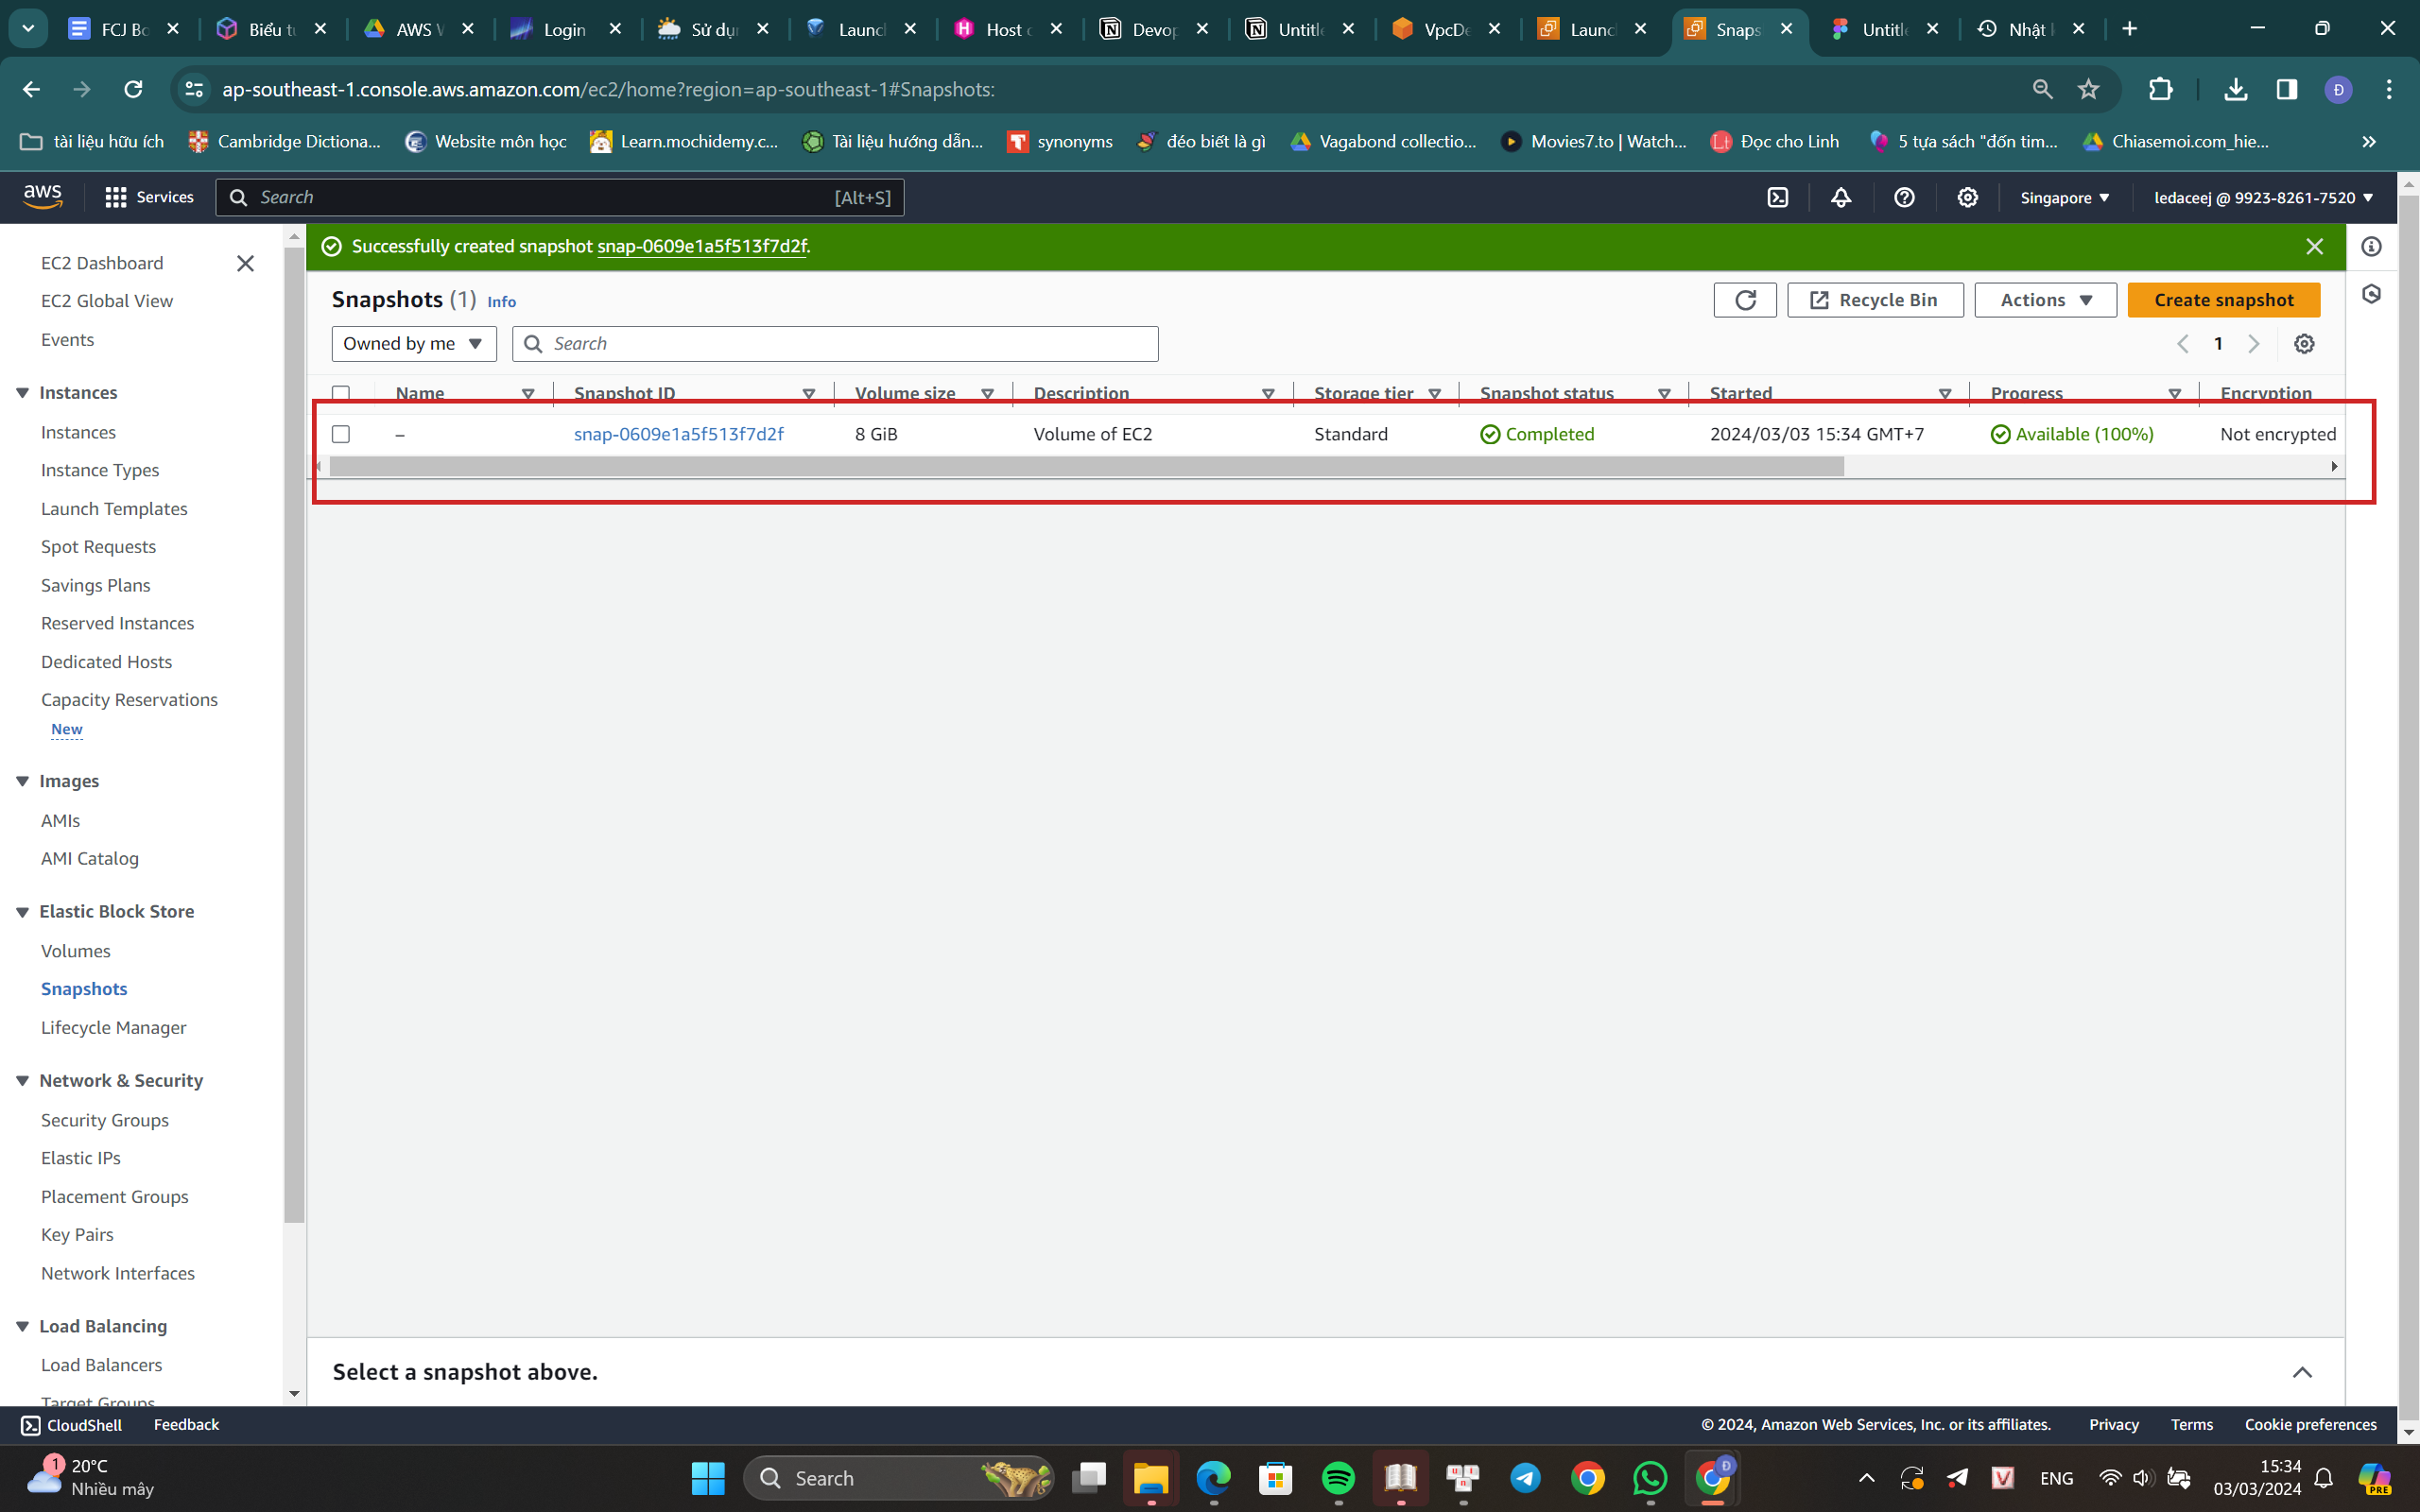 FCJ Bo
Biểu tư
AWS W
Login
Sử dụn
Launc
Host
Devop
Untitle
VpcDe
Launc
Snaps
Untitle
Nhật
ap-southeast-1.console.aws.amazon.com/ec2/home?region=ap-southeast-1#Snapshots:
Đ
tài liệu hữu ích
Cambridge Dictiona...
Website môn học
Learn.mochidemy.c...
Tài liệu hướng dẫn...
synonyms
đéo biết là gì
Vagabond collectio...
Movies7.to | Watch...
Đọc cho Linh
5 tựa sách "đốn tim...
Chiasemoi.com_hie...
aws
Services
Search
[Alt+S]
Singapore
ledaceej @ 9923-8261-7520
Successfully created snapshot snap-0609e1a5f513f7d2f.
EC2 Dashboard
EC2 Global View
Events
Instances
Instances
Instance Types
Launch Templates
Spot Requests
Savings Plans
Reserved Instances
Dedicated Hosts
Capacity Reservations
New
Images
AMIs
AMI Catalog
Elastic Block Store
Volumes
Snapshots
Lifecycle Manager
Network & Security
Security Groups
Elastic IPs
Placement Groups
Key Pairs
Network Interfaces
Load Balancing
Load Balancers
Target Groups
Snapshots (1) Info
Recycle Bin
Actions
Create snapshot
Owned by me
Search
1
Name Snapshot ID Volume size Description Storage tier Snapshot status Started Progress Encryption
– snap-0609e1a5f513f7d2f 8 GiB Volume of EC2 Standard Completed 2024/03/03 15:34 GMT+7 Available (100%) Not encrypted
Select a snapshot above.
CloudShell
Feedback
© 2024, Amazon Web Services, Inc. or its affiliates.
Privacy
Terms
Cookie preferences
1
20°C
Nhiều mây
Search
Đ
ENG
15:34
03/03/2024
PRE